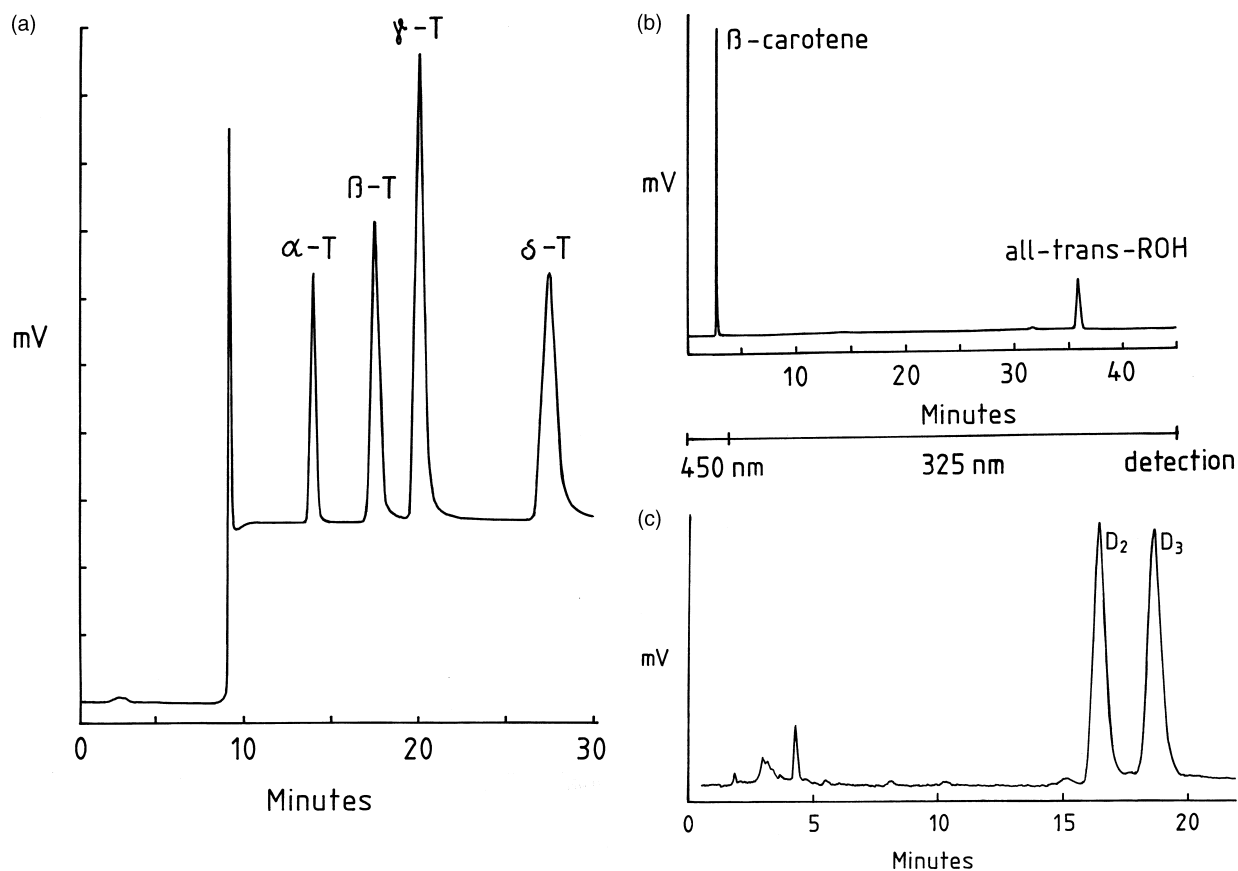 (a)
γ-T
β-T
α-T
δ-T
mV
0 10 20 30
Minutes
(b)
β-carotene
mV
all-trans-ROH
10 20 30 40
Minutes
450 nm 325 nm detection
(c)
D₂ D₃
mV
0 5 10 15 20
Minutes